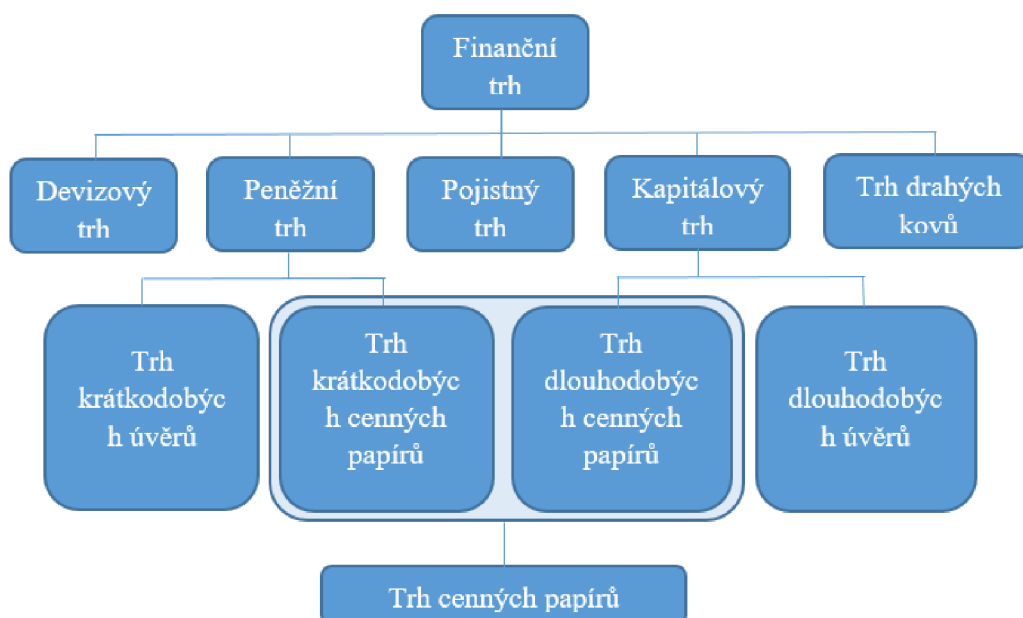 Finanční
trh
Devizový
trh
Peněžní
trh
Pojistný
trh
Kapitálový
trh
Trh drahých
kovů
Trh
krátkodobýc
h úvěrů
Trh
krátkodobýc
h cenných
papírů
Trh
dlouhodobýc
h cenných
papírů
Trh
dlouhodobýc
h úvěrů
Trh cenných papírů